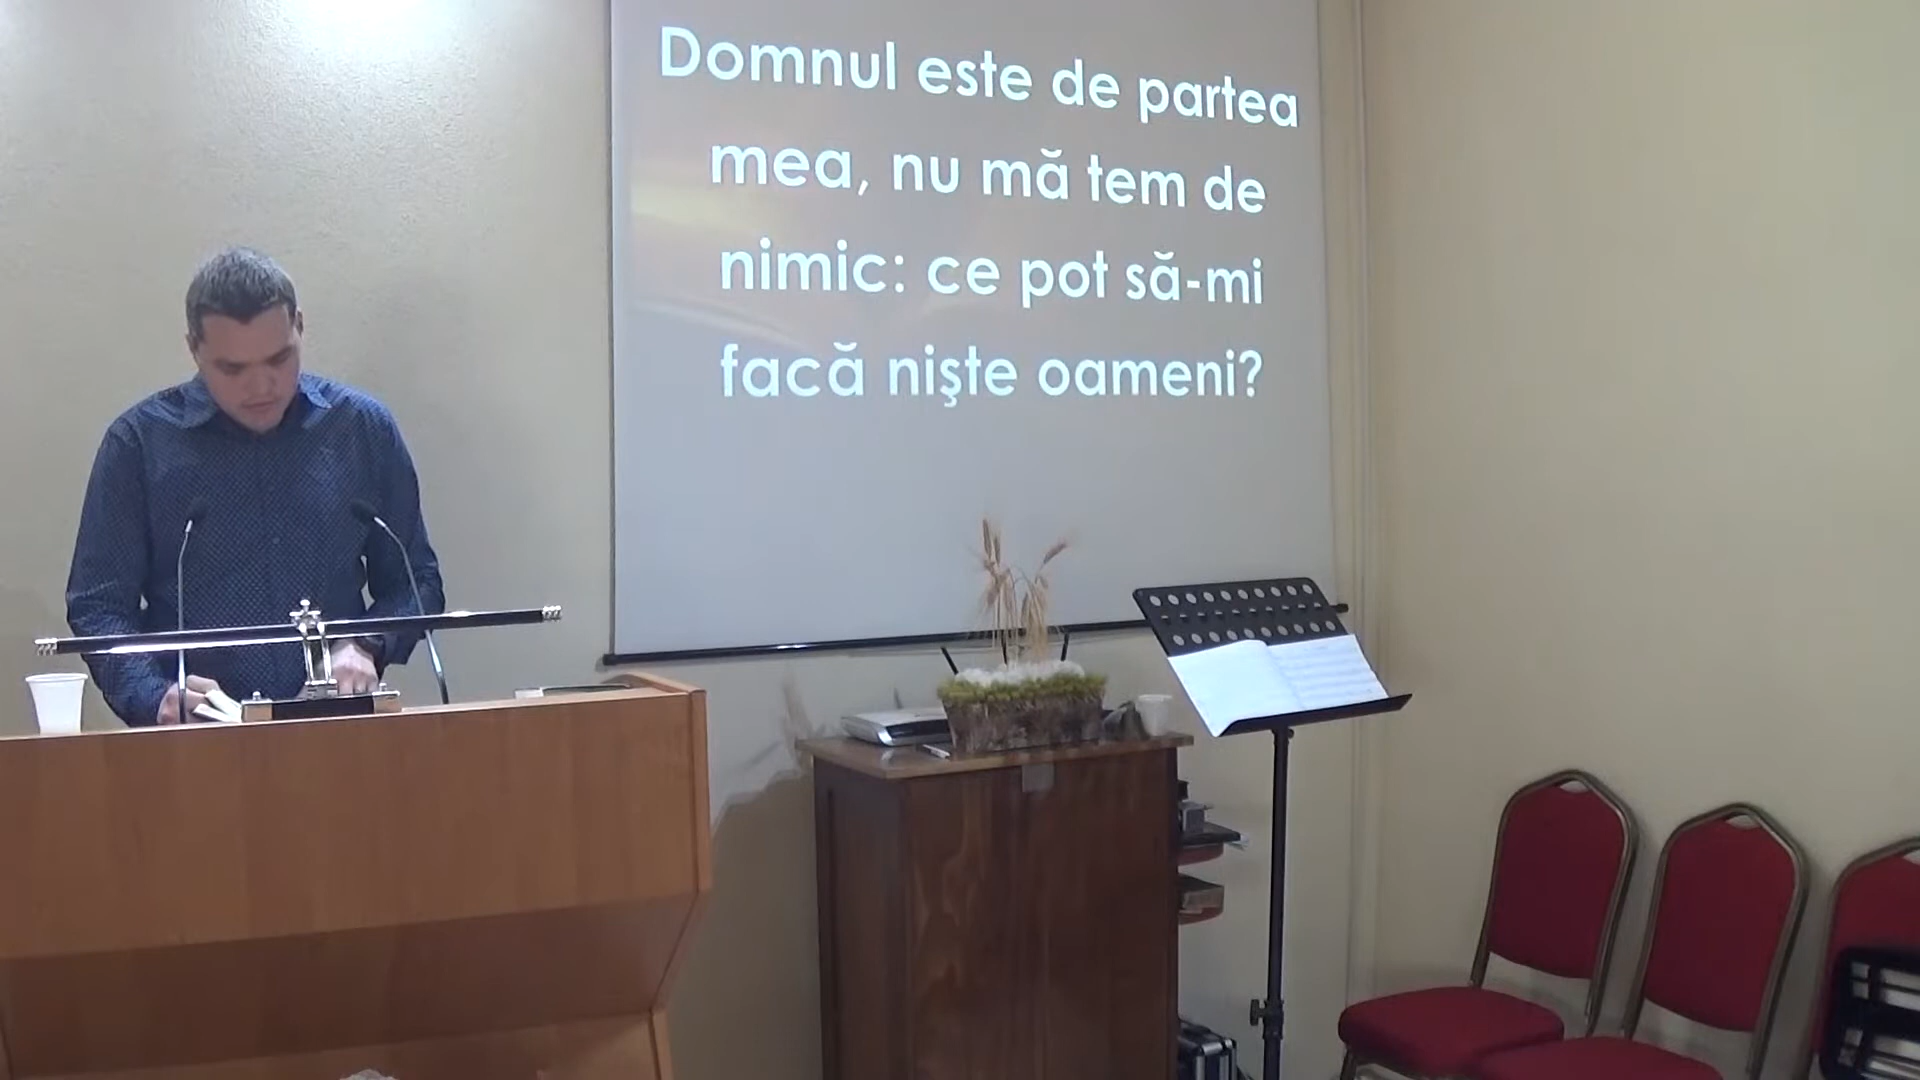 Domnul este de partea
mea, nu mă tem de
nimic: ce pot să-mi
facă nişte oameni?